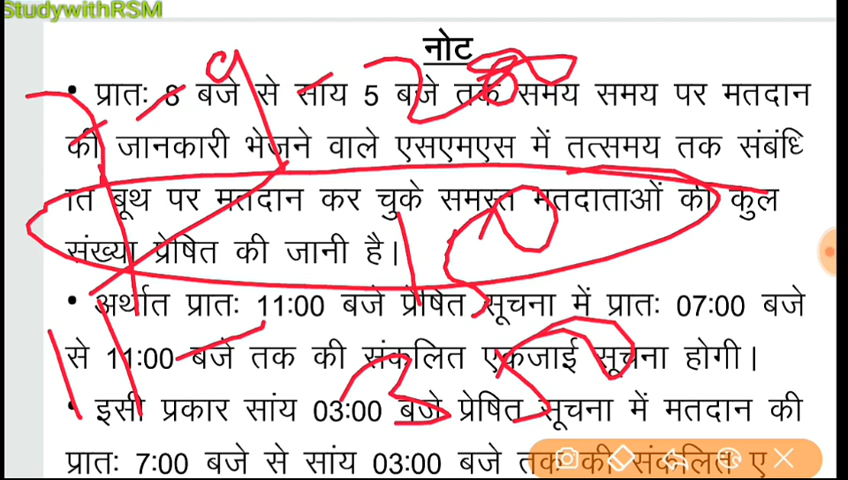 StudywithRSM
नोट
• प्रातः 8 बजे से सांय 5 बजे तक समय समय पर मतदान
की जानकारी भेजने वाले एसएमएस में तत्समय तक संबंधि
ति बूथ पर मतदान कर चुके समस्त मतदाताओं की कुल
संख्या प्रेषित की जानी है।
• अर्थात प्रातः 11:00 बजे प्रेषित सूचना में प्रातः 07:00 बजे
से 11:00 बजे तक की संकलित एकजाई सूचना होगी।
• इसी प्रकार सांय 03:00 बजे प्रेषित सूचना में मतदान की
प्रातः 7:00 बजे से सांय 03:00 बजे तक की संकलित ए